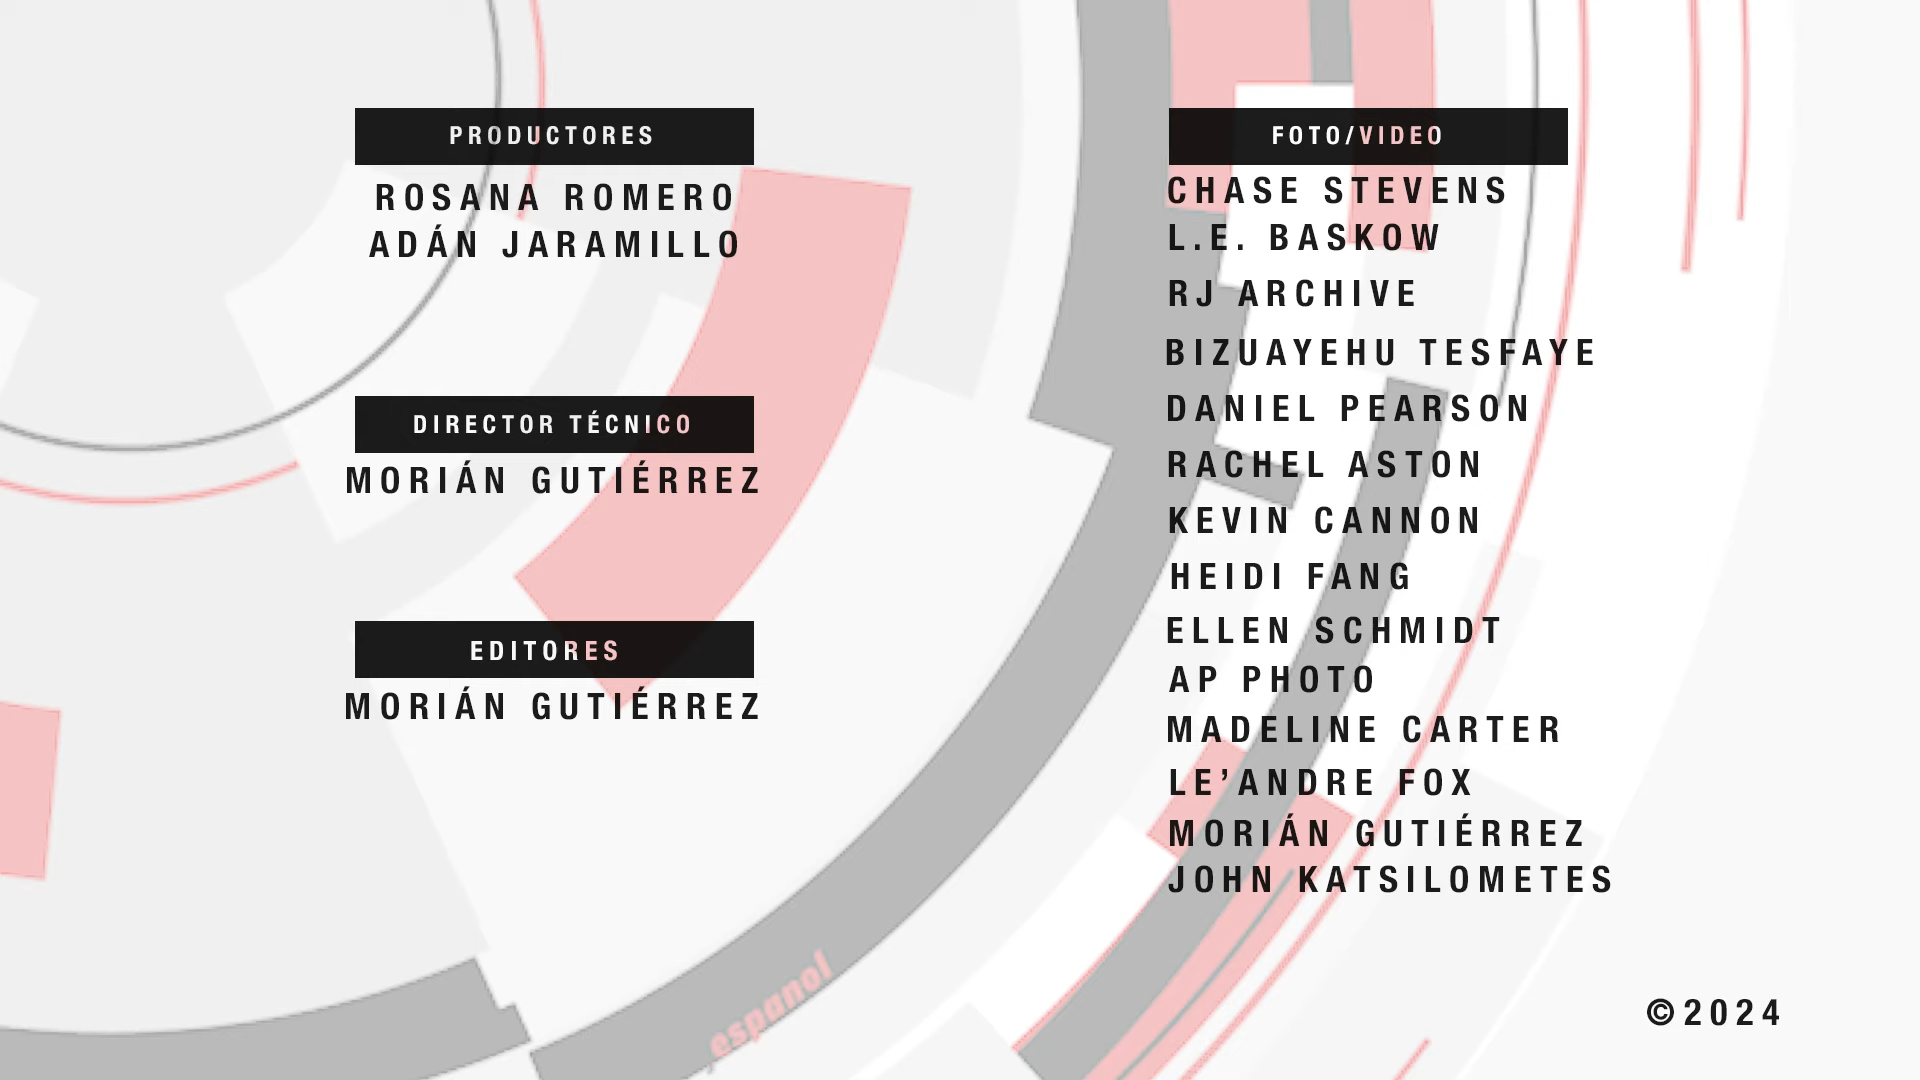 PRODUCTORES
ROSANA ROMERO
ADÁN JARAMILLO
DIRECTOR TÉCNICO
MORIÁN GUTIÉRREZ
EDITORES
MORIÁN GUTIÉRREZ
FOTO/VIDEO
CHASE STEVENS
L.E. BASKOW
RJ ARCHIVE
BIZUAYEHU TESFAYE
DANIEL PEARSON
RACHEL ASTON
KEVIN CANNON
HEIDI FANG
ELLEN SCHMIDT
AP PHOTO
MADELINE CARTER
LE’ANDRE FOX
MORIÁN GUTIÉRREZ
JOHN KATSILOMETES
espanol
©2024